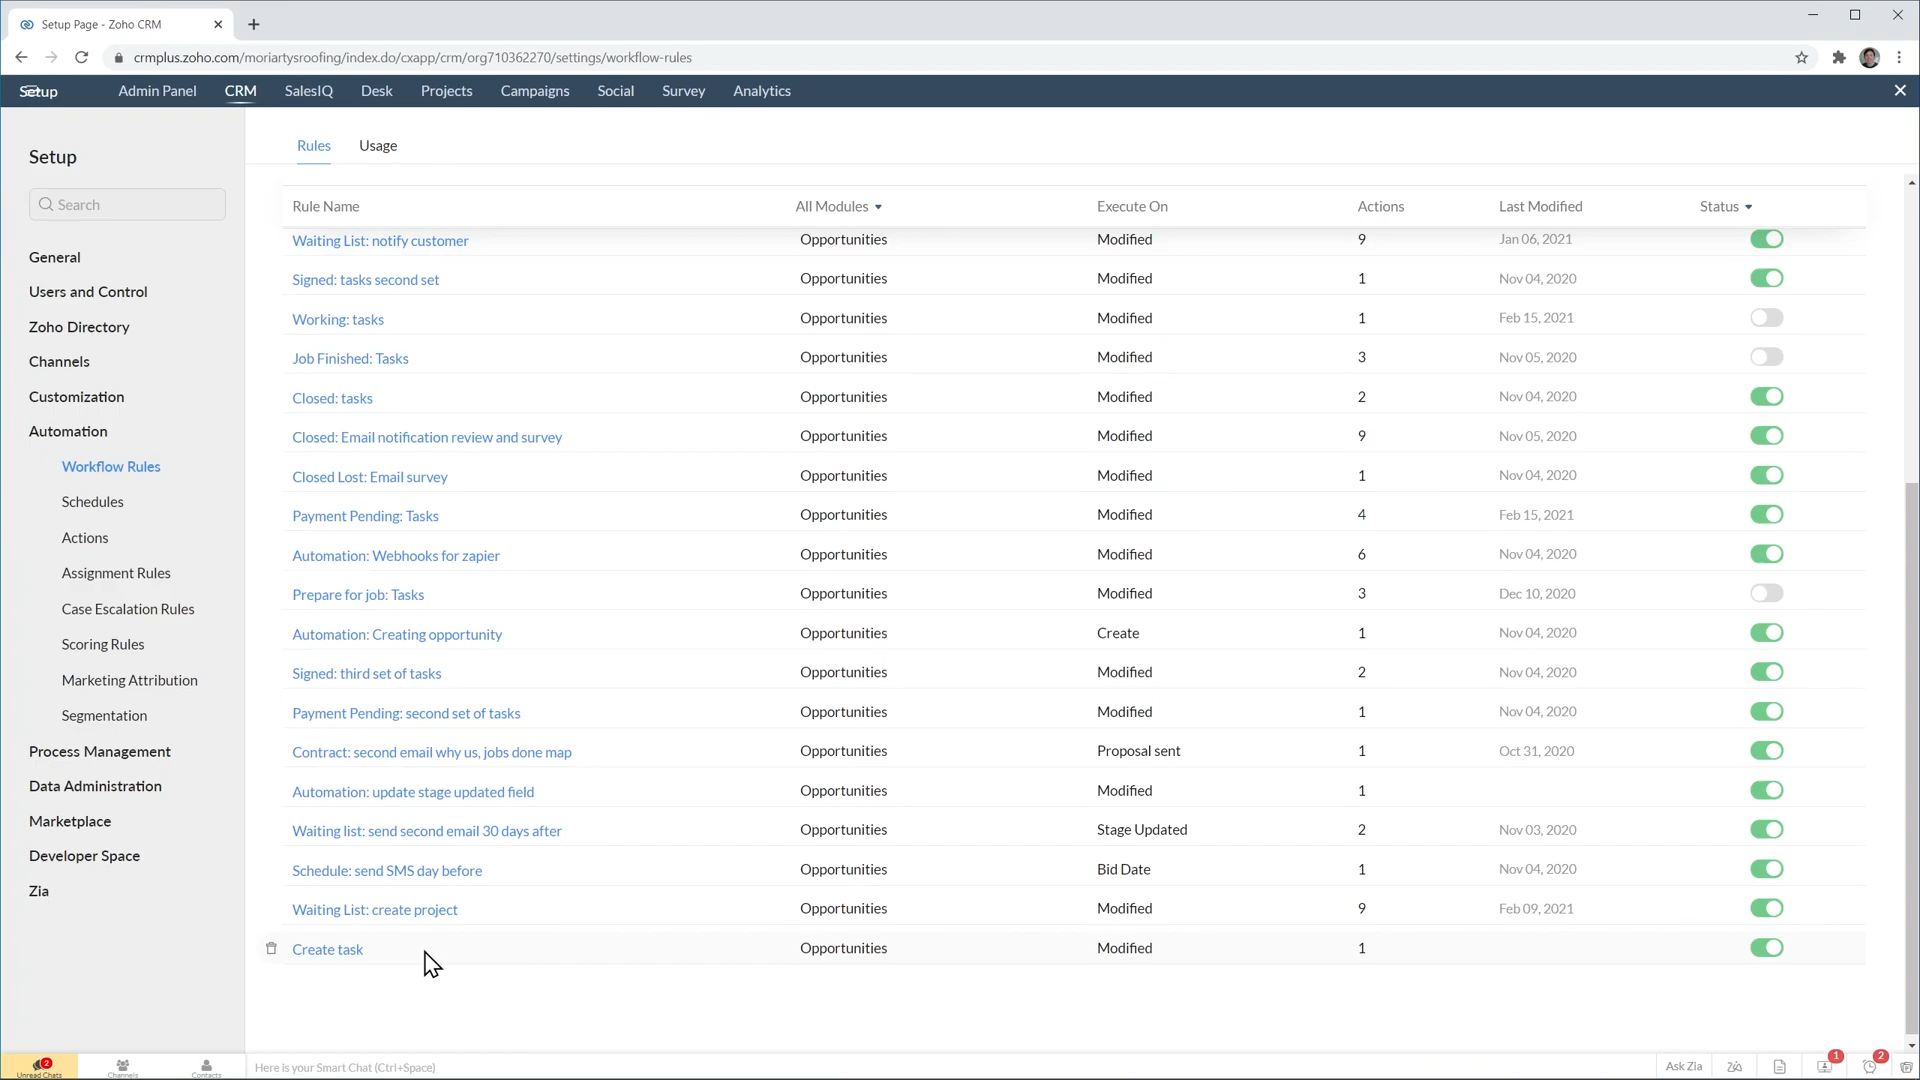 Setup Page - Zoho CRM
crmplus.zoho.com/moriartysroofing/index.do/cxapp/crm/org710362270/settings/workflow-rules
Setup Admin Panel CRM SalesIQ Desk Projects Campaigns Social Survey Analytics
Setup
Search
General
Users and Control
Zoho Directory
Channels
Customization
Automation
Workflow Rules
Schedules
Actions
Assignment Rules
Case Escalation Rules
Scoring Rules
Marketing Attribution
Segmentation
Process Management
Data Administration
Marketplace
Developer Space
Zia
Rules Usage
Rule Name All Modules Execute On Actions Last Modified Status
Waiting List: notify customer Opportunities Modified 9 Jan 06, 2021
Signed: tasks second set Opportunities Modified 1 Nov 04, 2020
Working: tasks Opportunities Modified 1 Feb 15, 2021
Job Finished: Tasks Opportunities Modified 3 Nov 05, 2020
Closed: tasks Opportunities Modified 2 Nov 04, 2020
Closed: Email notification review and survey Opportunities Modified 9 Nov 05, 2020
Closed Lost: Email survey Opportunities Modified 1 Nov 04, 2020
Payment Pending: Tasks Opportunities Modified 4 Feb 15, 2021
Automation: Webhooks for zapier Opportunities Modified 6 Nov 04, 2020
Prepare for job: Tasks Opportunities Modified 3 Dec 10, 2020
Automation: Creating opportunity Opportunities Create 1 Nov 04, 2020
Signed: third set of tasks Opportunities Modified 2 Nov 04, 2020
Payment Pending: second set of tasks Opportunities Modified 1 Nov 04, 2020
Contract: second email why us, jobs done map Opportunities Proposal sent 1 Oct 31, 2020
Automation: update stage updated field Opportunities Modified 1
Waiting list: send second email 30 days after Opportunities Stage Updated 2 Nov 03, 2020
Schedule: send SMS day before Opportunities Bid Date 1 Nov 04, 2020
Waiting List: create project Opportunities Modified 9 Feb 09, 2021
Create task Opportunities Modified 1
2 Unread Chats Channels Contacts Here is your Smart Chat (Ctrl+Space) Ask Zia 1 2